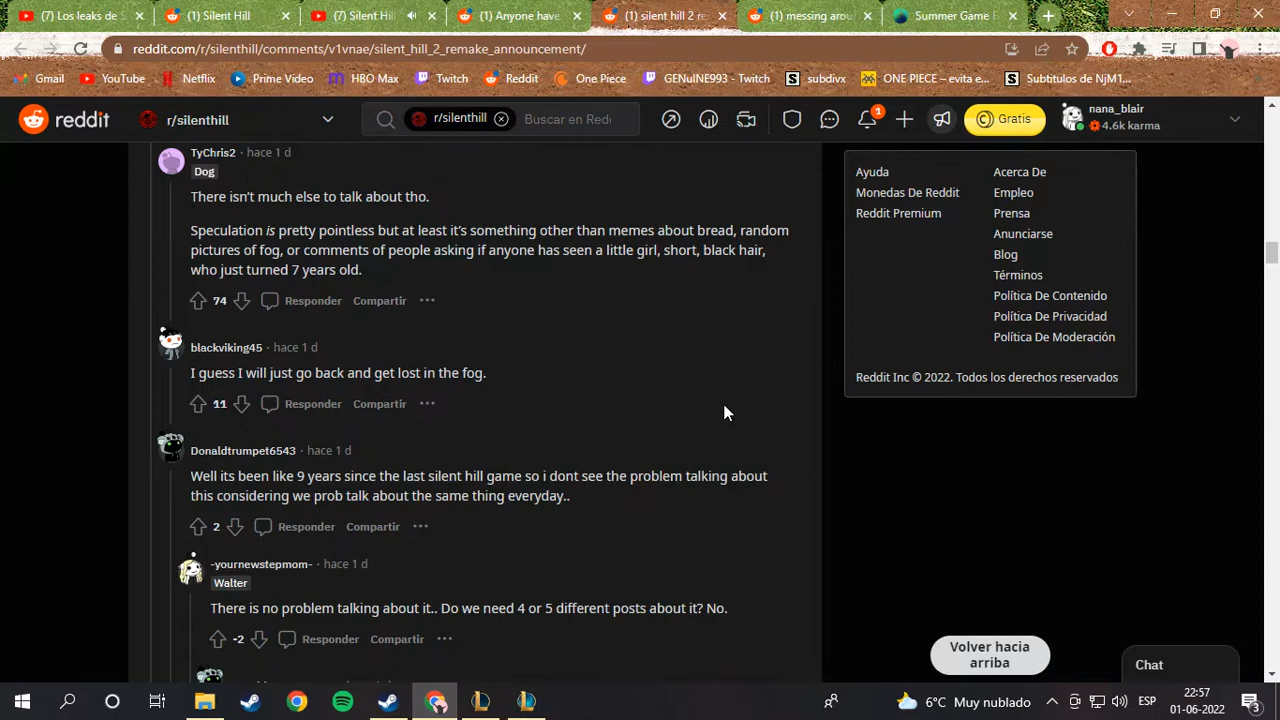 (7) Los leaks de S
(1) Silent Hill
(7) Silent Hi
(1) Anyone have
(1) silent hill 2 re
(1) messing arou
Summer Game F
reddit.com/r/silenthill/comments/v1vnae/silent_hill_2_remake_announcement/
Gmail
YouTube
Netflix
Prime Video
HBO Max
Twitch
Reddit
One Piece
GENuINE993 - Twitch
subdivx
ONE PIECE – evita e...
Subtitulos de NjM1...
reddit
r/silenthill
r/silenthill
Buscar en Redd
1
Gratis
nana_blair
4.6k karma
TyChris2 · hace 1 d
Dog
There isn't much else to talk about tho.
Speculation is pretty pointless but at least it's something other than memes about bread, random
pictures of fog, or comments of people asking if anyone has seen a little girl, short, black hair,
who just turned 7 years old.
74 Responder Compartir ···
blackviking45 · hace 1 d
I guess I will just go back and get lost in the fog.
11 Responder Compartir ···
Donaldtrumpet6543 · hace 1 d
Well its been like 9 years since the last silent hill game so i dont see the problem talking about
this considering we prob talk about the same thing everyday..
2 Responder Compartir ···
-yournewstepmom- · hace 1 d
Walter
There is no problem talking about it.. Do we need 4 or 5 different posts about it? No.
-2 Responder Compartir ···
Ayuda
Monedas De Reddit
Reddit Premium
Acerca De
Empleo
Prensa
Anunciarse
Blog
Términos
Política De Contenido
Política De Privacidad
Política De Moderación
Reddit Inc © 2022. Todos los derechos reservados
Volver hacia
arriba
Chat
6°C Muy nublado
ESP
22:57
01-06-2022
3